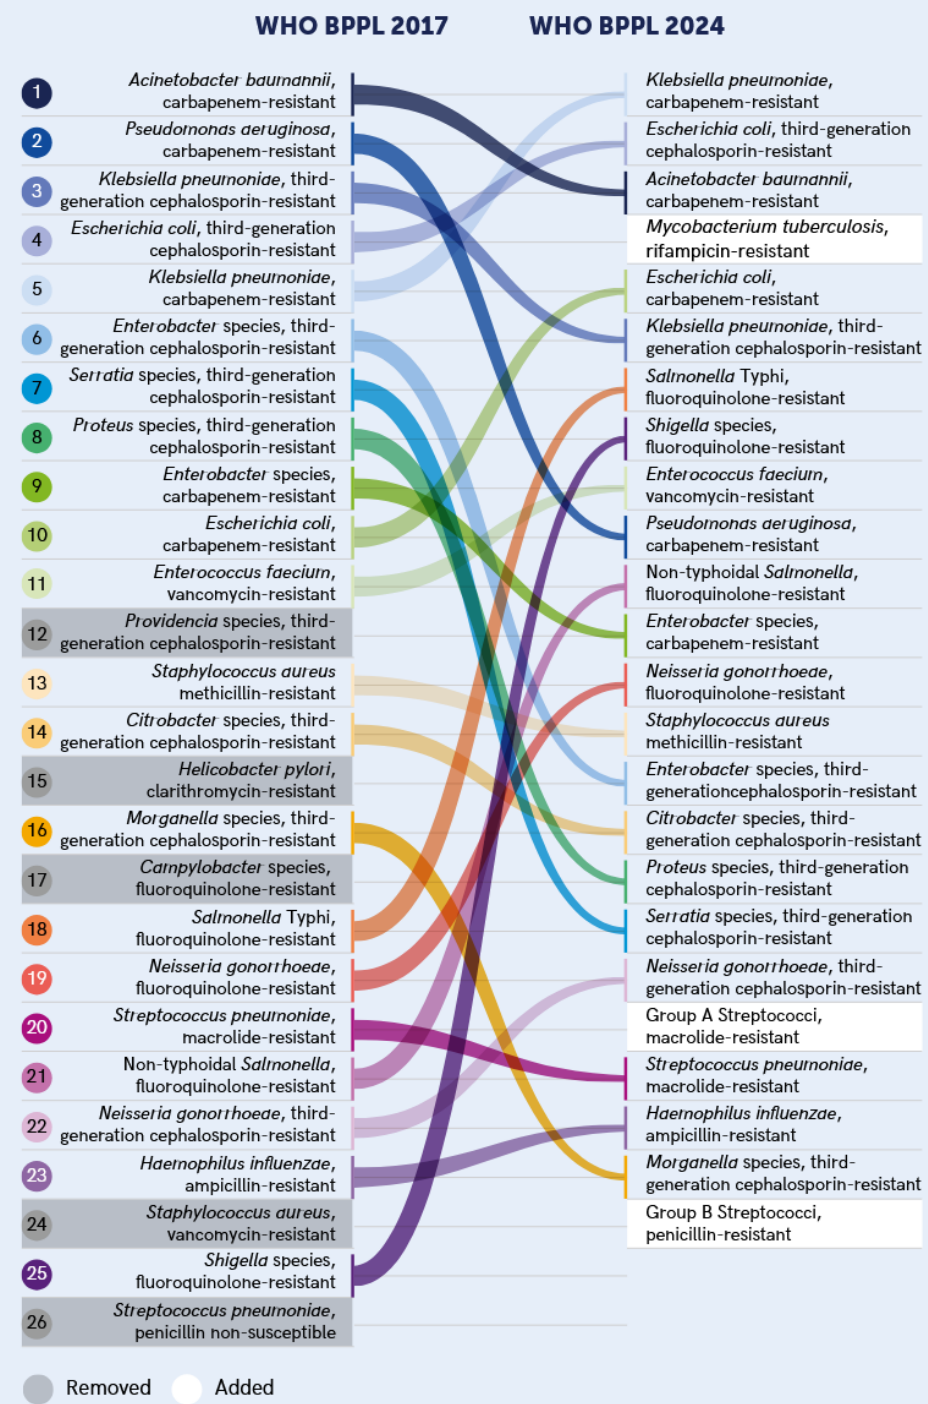 WHO BPPL 2017
WHO BPPL 2024
1
Acinetobacter baumannii,
carbapenem-resistant
2
Pseudomonas aeruginosa,
carbapenem-resistant
3
Klebsiella pneumoniae, third-
generation cephalosporin-resistant
4
Escherichia coli, third-generation
cephalosporin-resistant
5
Klebsiella pneumoniae,
carbapenem-resistant
6
Enterobacter species, third-
generation cephalosporin-resistant
7
Serratia species, third-generation
cephalosporin-resistant
8
Proteus species, third-generation
cephalosporin-resistant
9
Enterobacter species,
carbapenem-resistant
10
Escherichia coli,
carbapenem-resistant
11
Enterococcus faecium,
vancomycin-resistant
12
Providencia species, third-
generation cephalosporin-resistant
13
Staphylococcus aureus
methicillin-resistant
14
Citrobacter species, third-
generation cephalosporin-resistant
15
Helicobacter pylori,
clarithromycin-resistant
16
Morganella species, third-
generation cephalosporin-resistant
17
Campylobacter species,
fluoroquinolone-resistant
18
Salmonella Typhi,
fluoroquinolone-resistant
19
Neisseria gonorrhoeae,
fluoroquinolone-resistant
20
Streptococcus pneumoniae,
macrolide-resistant
21
Non-typhoidal Salmonella,
fluoroquinolone-resistant
22
Neisseria gonorrhoeae, third-
generation cephalosporin-resistant
23
Haemophilus influenzae,
ampicillin-resistant
24
Staphylococcus aureus,
vancomycin-resistant
25
Shigella species,
fluoroquinolone-resistant
26
Streptococcus pneumoniae,
penicillin non-susceptible
Klebsiella pneumoniae,
carbapenem-resistant
Escherichia coli, third-generation
cephalosporin-resistant
Acinetobacter baumannii,
carbapenem-resistant
Mycobacterium tuberculosis,
rifampicin-resistant
Escherichia coli,
carbapenem-resistant
Klebsiella pneumoniae, third-
generation cephalosporin-resistant
Salmonella Typhi,
fluoroquinolone-resistant
Shigella species,
fluoroquinolone-resistant
Enterococcus faecium,
vancomycin-resistant
Pseudomonas aeruginosa,
carbapenem-resistant
Non-typhoidal Salmonella,
fluoroquinolone-resistant
Enterobacter species,
carbapenem-resistant
Neisseria gonorrhoeae,
fluoroquinolone-resistant
Staphylococcus aureus
methicillin-resistant
Enterobacter species, third-
generationcephalosporin-resistant
Citrobacter species, third-
generation cephalosporin-resistant
Proteus species, third-generation
cephalosporin-resistant
Serratia species, third-generation
cephalosporin-resistant
Neisseria gonorrhoeae, third-
generation cephalosporin-resistant
Group A Streptococci,
macrolide-resistant
Streptococcus pneumoniae,
macrolide-resistant
Haemophilus influenzae,
ampicillin-resistant
Morganella species, third-
generation cephalosporin-resistant
Group B Streptococci,
penicillin-resistant
Removed
Added